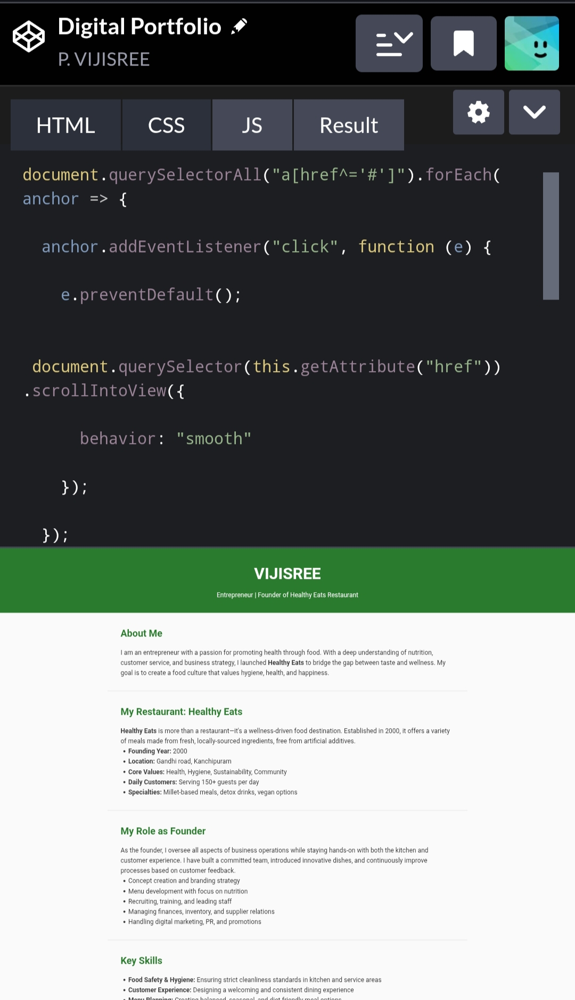 Digital Portfolio
P. VIJISREE
HTML
CSS
JS
Result
document.querySelectorAll("a[href^='#']").forEach(
anchor => {
anchor.addEventListener("click", function (e) {
e.preventDefault();
document.querySelector(this.getAttribute("href"))
.scrollIntoView({
behavior: "smooth"
});
});
VIJISREE
Entrepreneur | Founder of Healthy Eats Restaurant
About Me
I am an entrepreneur with a passion for promoting health through food. With a deep understanding of nutrition,
customer service, and business strategy, I launched Healthy Eats to bridge the gap between taste and wellness. My
goal is to create a food culture that values hygiene, health, and happiness.
My Restaurant: Healthy Eats
Healthy Eats is more than a restaurant—it's a wellness-driven food destination. Established in 2000, it offers a variety
of meals made from fresh, locally-sourced ingredients, free from artificial additives.
• Founding Year: 2000
• Location: Gandhi road, Kanchipuram
• Core Values: Health, Hygiene, Sustainability, Community
• Daily Customers: Serving 150+ guests per day
• Specialties: Millet-based meals, detox drinks, vegan options
My Role as Founder
As the founder, I oversee all aspects of business operations while staying hands-on with both the kitchen and
customer experience. I have built a committed team, introduced innovative dishes, and continuously improve
processes based on customer feedback.
• Concept creation and branding strategy
• Menu development with focus on nutrition
• Recruiting, training, and leading staff
• Managing finances, inventory, and supplier relations
• Handling digital marketing, PR, and promotions
Key Skills
• Food Safety & Hygiene: Ensuring strict cleanliness standards in kitchen and service areas
• Customer Experience: Designing a welcoming and consistent dining experience
• Menu Planning: Creating balanced, seasonal, and diet-friendly meal options